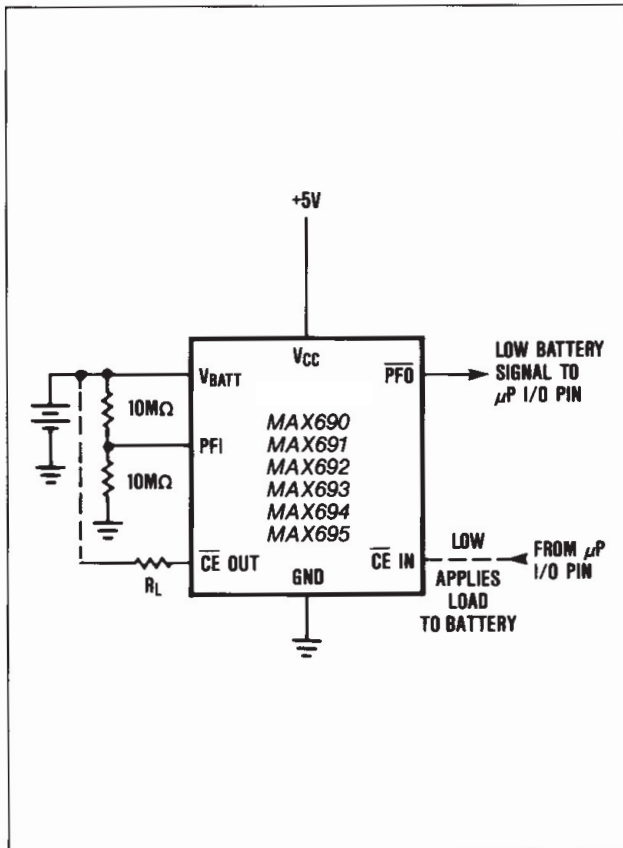 +5V
VCC
VBATT
PFO
LOW BATTERY
SIGNAL TO
μP I/O PIN
10MΩ
PFI
10MΩ
MAX690
MAX691
MAX692
MAX693
MAX694
MAX695
CE OUT
RL
GND
CE IN
LOW
APPLIES
LOAD
TO BATTERY
FROM μP
I/O PIN